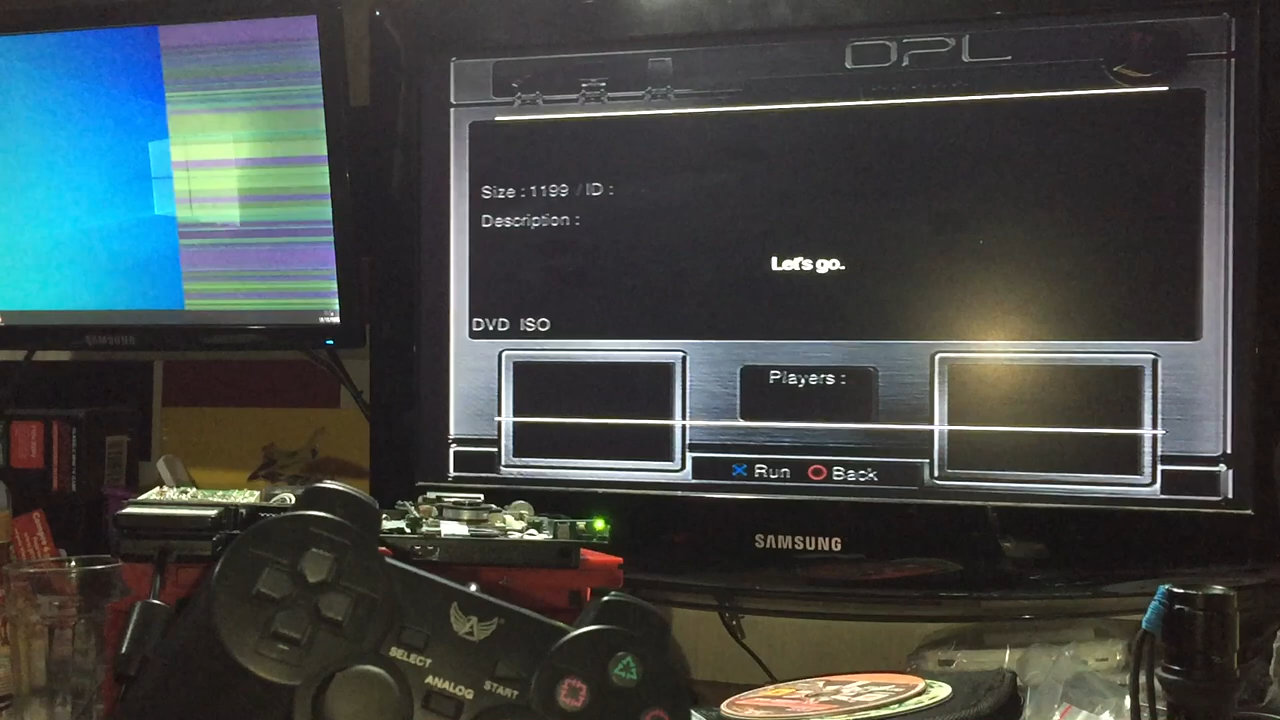 OPL
Size : 1199 / ID :
Description :
Let's go.
DVD ISO
Players :
Run Back
SAMSUNG
SAMSUNG
SELECT
ANALOG
START